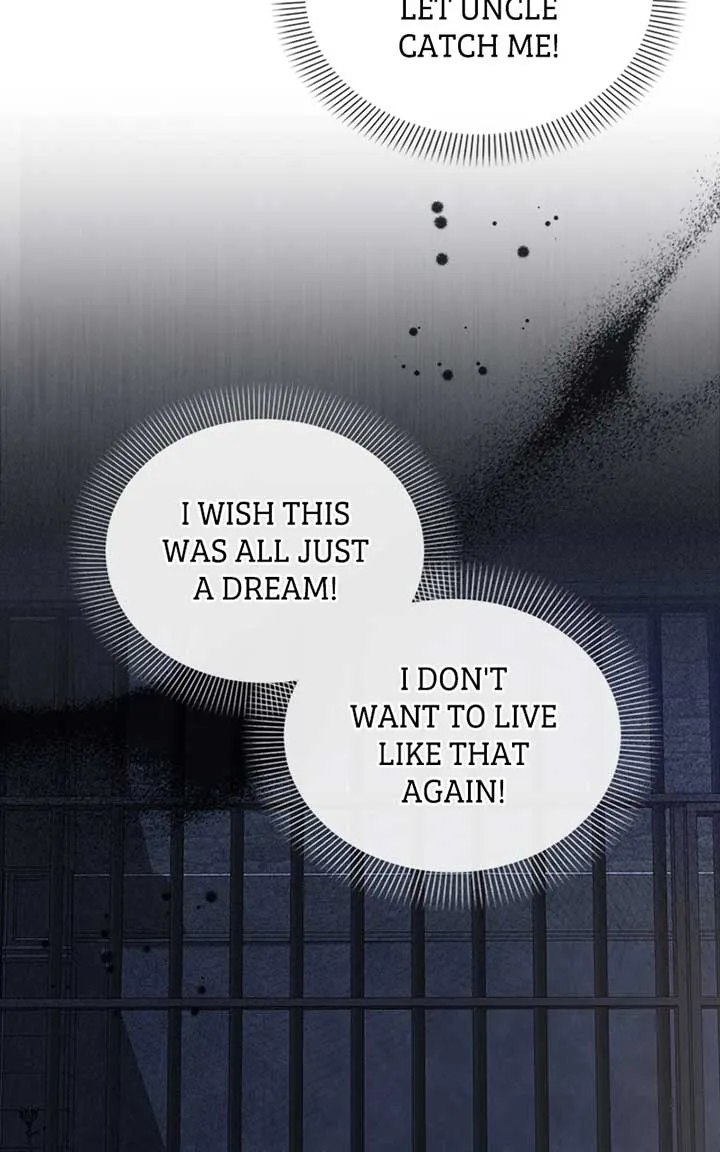 LET UNCLE
CATCH ME!
I WISH THIS
WAS ALL JUST
A DREAM!
I DON'T
WANT TO LIVE
LIKE THAT
AGAIN!